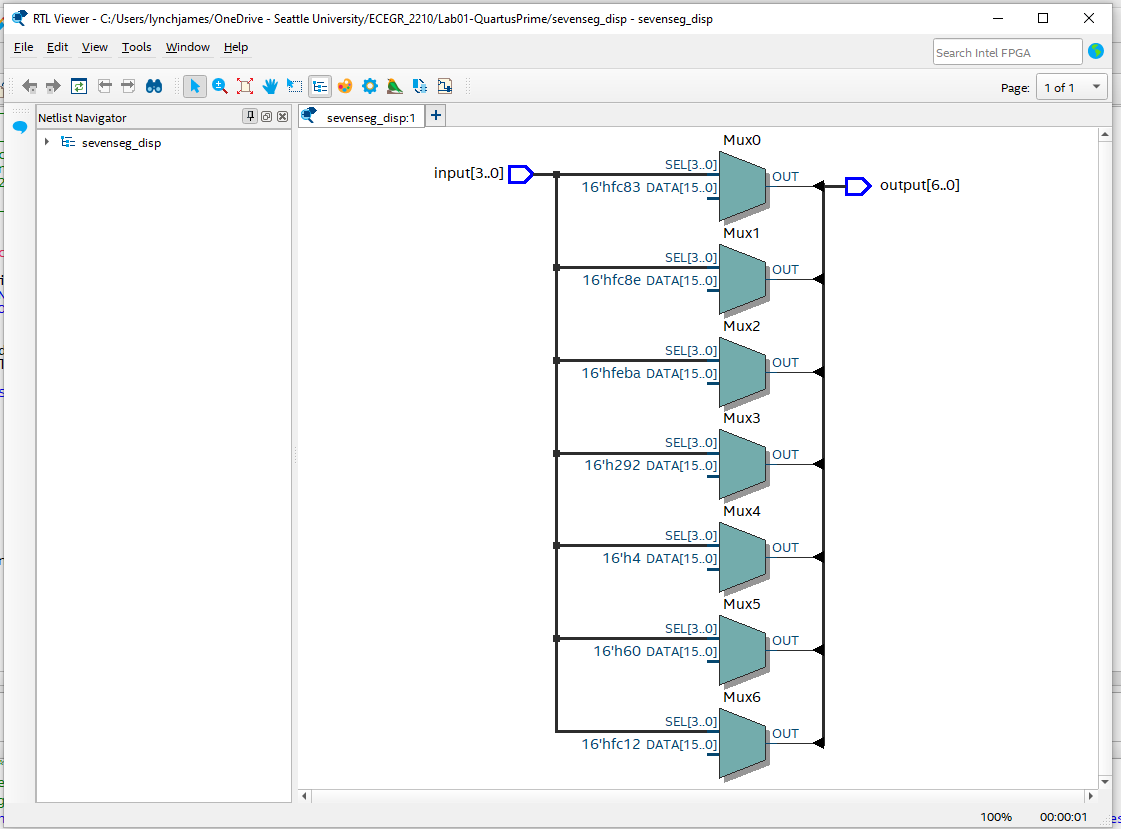 RTL Viewer - C:/Users/lynchjames/OneDrive - Seattle University/ECEGR_2210/Lab01-QuartusPrime/sevenseg_disp - sevenseg_disp
File Edit View Tools Window Help
Search Intel FPGA
Page: 1 of 1
Netlist Navigator
sevenseg_disp
sevenseg_disp:1
+
input[3..0]
output[6..0]
Mux0
SEL[3..0]
16'hfc83 DATA[15..0]
OUT
Mux1
SEL[3..0]
16'hfc8e DATA[15..0]
OUT
Mux2
SEL[3..0]
16'hfeba DATA[15..0]
OUT
Mux3
SEL[3..0]
16'h292 DATA[15..0]
OUT
Mux4
SEL[3..0]
16'h4 DATA[15..0]
OUT
Mux5
SEL[3..0]
16'h60 DATA[15..0]
OUT
Mux6
SEL[3..0]
16'hfc12 DATA[15..0]
OUT
100% 00:00:01